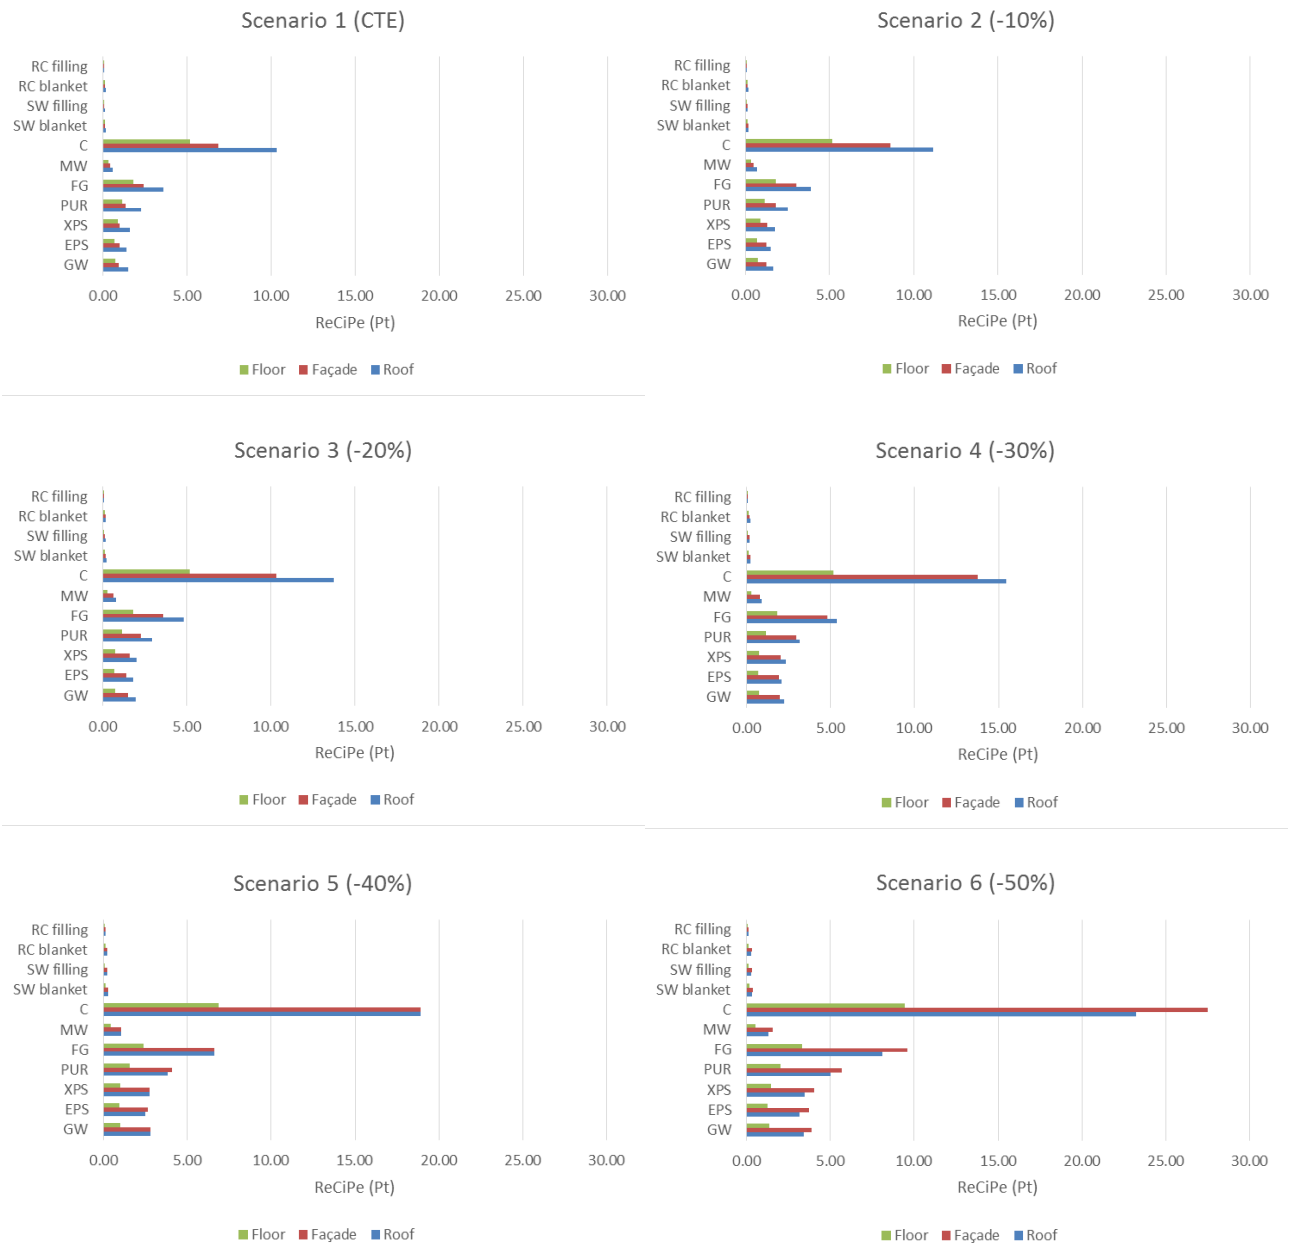 Scenario 1 (CTE)
RC filling
RC blanket
SW filling
SW blanket
C
MW
FG
PUR
XPS
EPS
GW
0.00 5.00 10.00 15.00 20.00 25.00 30.00
ReCiPe (Pt)
Floor Façade Roof
Scenario 2 (-10%)
RC filling
RC blanket
SW filling
SW blanket
C
MW
FG
PUR
XPS
EPS
GW
0.00 5.00 10.00 15.00 20.00 25.00 30.00
ReCiPe (Pt)
Floor Façade Roof
Scenario 3 (-20%)
RC filling
RC blanket
SW filling
SW blanket
C
MW
FG
PUR
XPS
EPS
GW
0.00 5.00 10.00 15.00 20.00 25.00 30.00
ReCiPe (Pt)
Floor Façade Roof
Scenario 4 (-30%)
RC filling
RC blanket
SW filling
SW blanket
C
MW
FG
PUR
XPS
EPS
GW
0.00 5.00 10.00 15.00 20.00 25.00 30.00
ReCiPe (Pt)
Floor Façade Roof
Scenario 5 (-40%)
RC filling
RC blanket
SW filling
SW blanket
C
MW
FG
PUR
XPS
EPS
GW
0.00 5.00 10.00 15.00 20.00 25.00 30.00
ReCiPe (Pt)
Floor Façade Roof
Scenario 6 (-50%)
RC filling
RC blanket
SW filling
SW blanket
C
MW
FG
PUR
XPS
EPS
GW
0.00 5.00 10.00 15.00 20.00 25.00 30.00
ReCiPe (Pt)
Floor Façade Roof